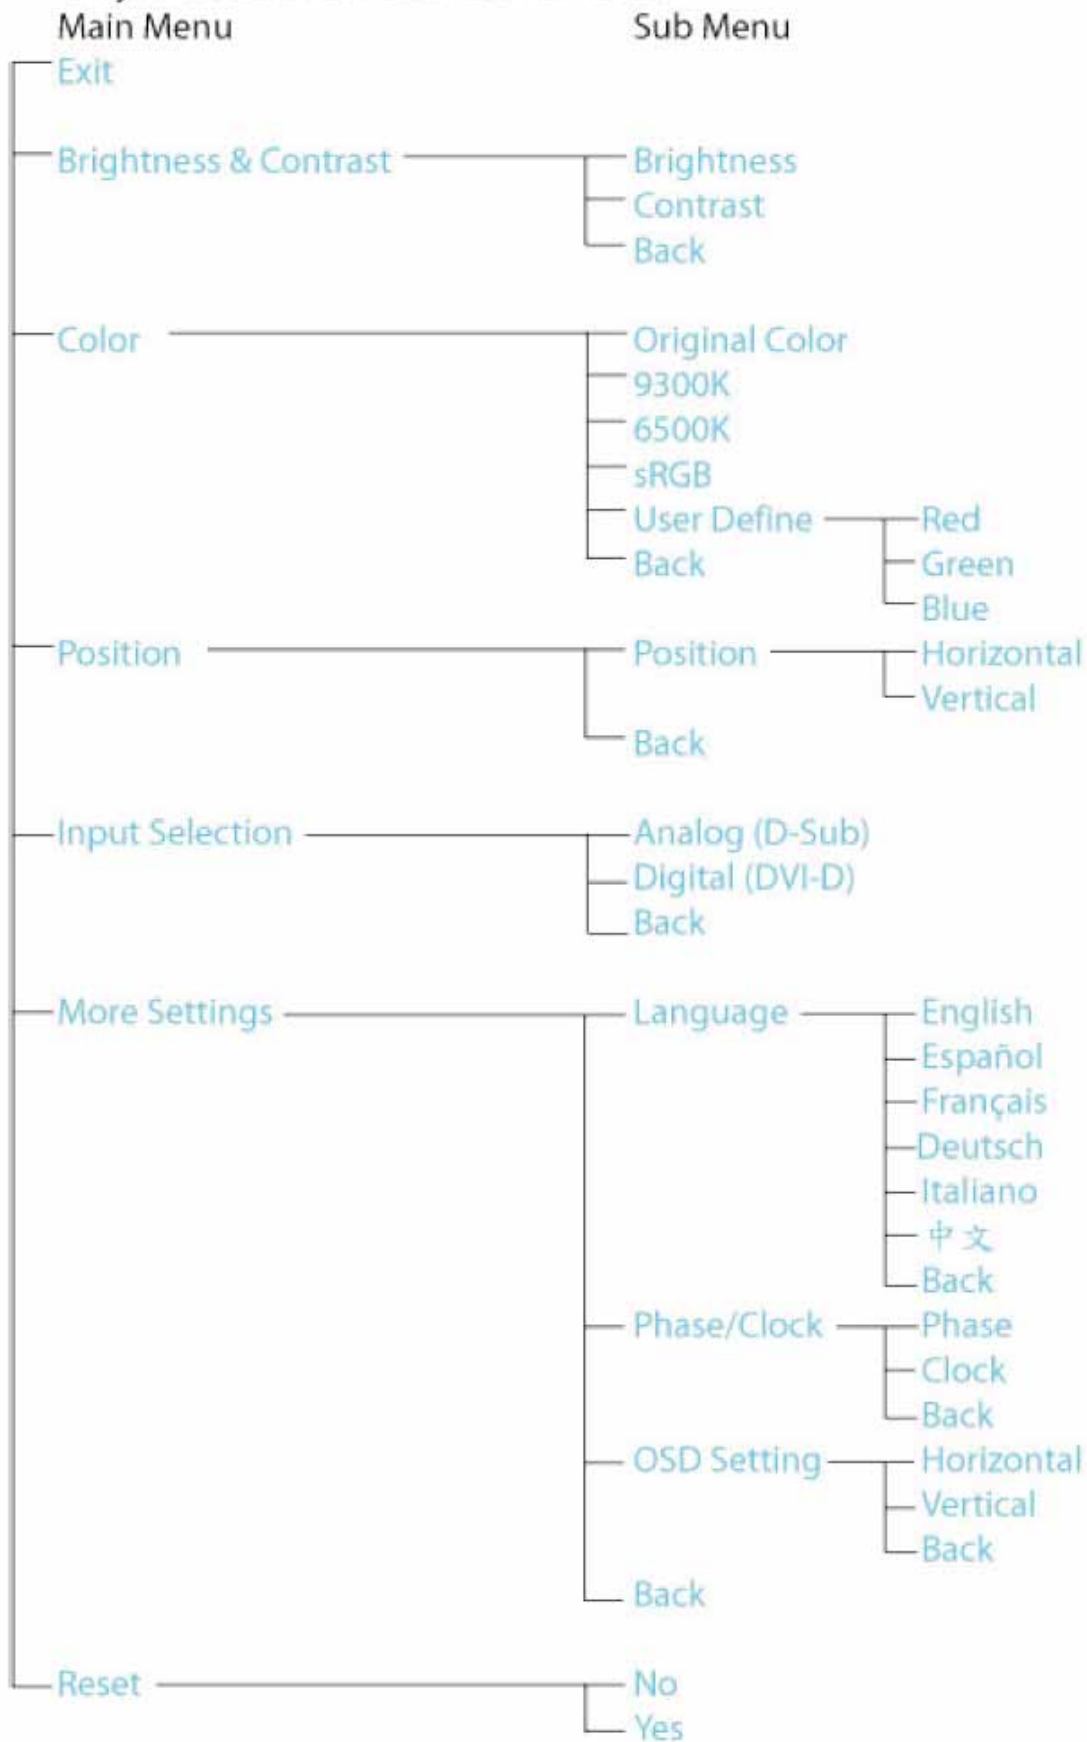 Main Menu Sub Menu
Exit
Brightness & Contrast Brightness
Contrast
Back
Color Original Color
9300K
6500K
sRGB
User Define Red
Back Green
Blue
Position Position Horizontal
Vertical
Back
Input Selection Analog (D-Sub)
Digital (DVI-D)
Back
More Settings Language English
Español
Français
Deutsch
Italiano
中文
Back
Phase/Clock Phase
Clock
Back
OSD Setting Horizontal
Vertical
Back
Back
Reset No
Yes